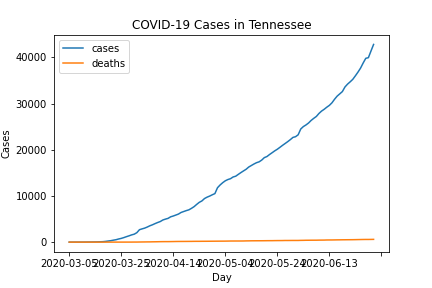 COVID-19 Cases in Tennessee
cases
deaths
40000
30000
20000
10000
0
Cases
2020-03-05 2020-03-25 2020-04-14 2020-05-04 2020-05-24 2020-06-13
Day